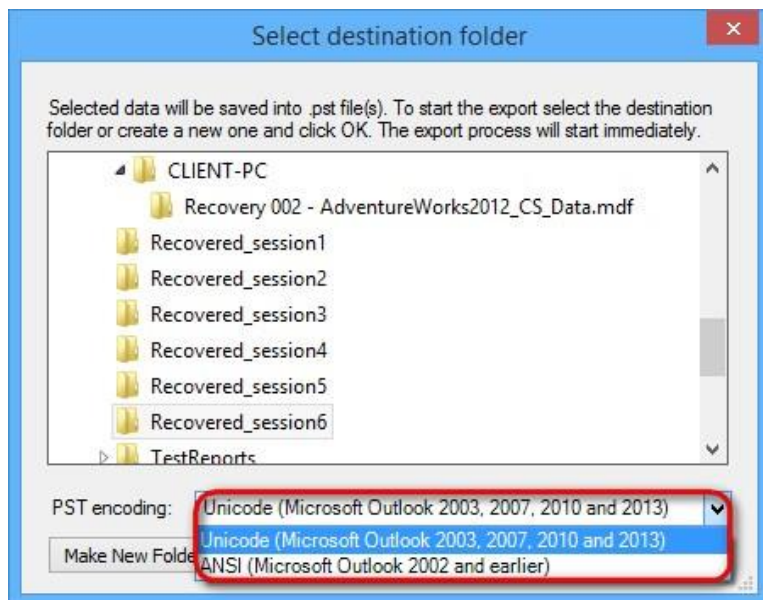 Select destination folder
Selected data will be saved into .pst file(s). To start the export select the destination
folder or create a new one and click OK. The export process will start immediately.
CLIENT-PC
Recovery 002 - AdventureWorks2012_CS_Data.mdf
Recovered_session1
Recovered_session2
Recovered_session3
Recovered_session4
Recovered_session5
Recovered_session6
TestReports
PST encoding: Unicode (Microsoft Outlook 2003, 2007, 2010 and 2013)
Unicode (Microsoft Outlook 2003, 2007, 2010 and 2013)
Make New Folde
ANSI (Microsoft Outlook 2002 and earlier)